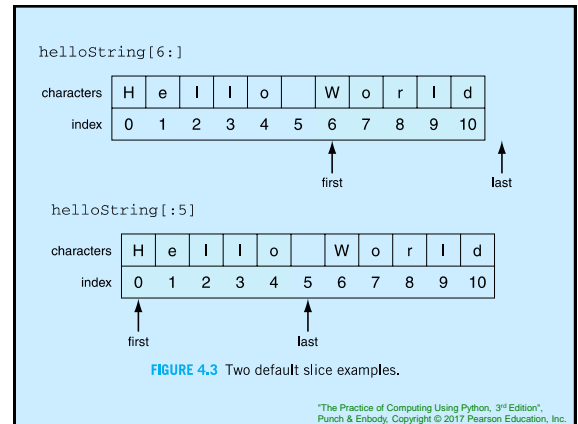 helloString[6:]
characters H e l l o W o r l d
index 0 1 2 3 4 5 6 7 8 9 10
first last
helloString[:5]
characters H e l l o W o r l d
index 0 1 2 3 4 5 6 7 8 9 10
first last
FIGURE 4.3 Two default slice examples.
"The Practice of Computing Using Python, 3rd Edition",
Punch & Enbody, Copyright © 2017 Pearson Education, Inc.